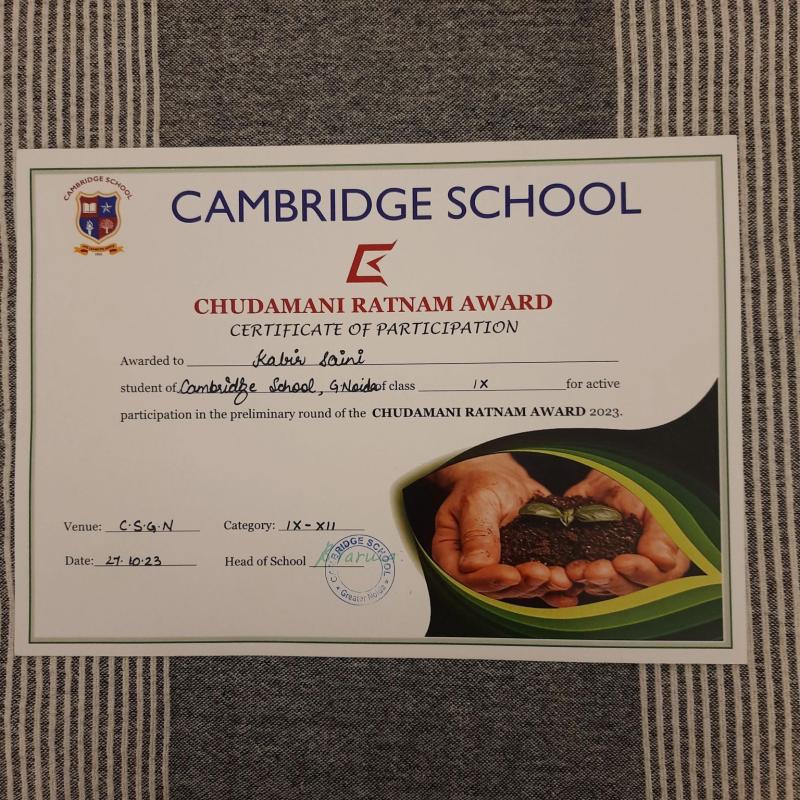 CAMBRIDGE SCHOOL
CAMBRIDGE SCHOOL
CHUDAMANI RATNAM AWARD
CERTIFICATE OF PARTICIPATION
Awarded to Kabir Saini
student of Cambridge School, G.Noida of class IX for active
participation in the preliminary round of the CHUDAMANI RATNAM AWARD 2023.
Venue: C.S.G.N Category: IX-XII
Date: 27.10.23 Head of School
CAMBRIDGE SCHOOL
Greater Noida